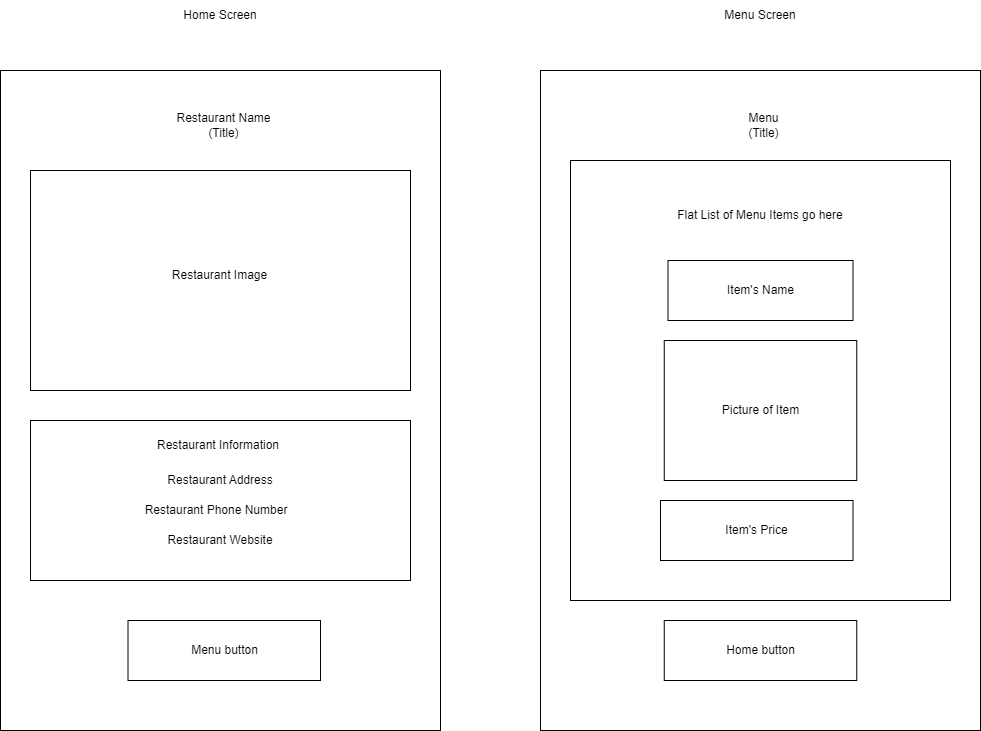 Home Screen
Menu Screen
Restaurant Name
(Title)
Restaurant Image
Restaurant Information
Restaurant Address
Restaurant Phone Number
Restaurant Website
Menu button
Menu
(Title)
Flat List of Menu Items go here
Item's Name
Picture of Item
Item's Price
Home button